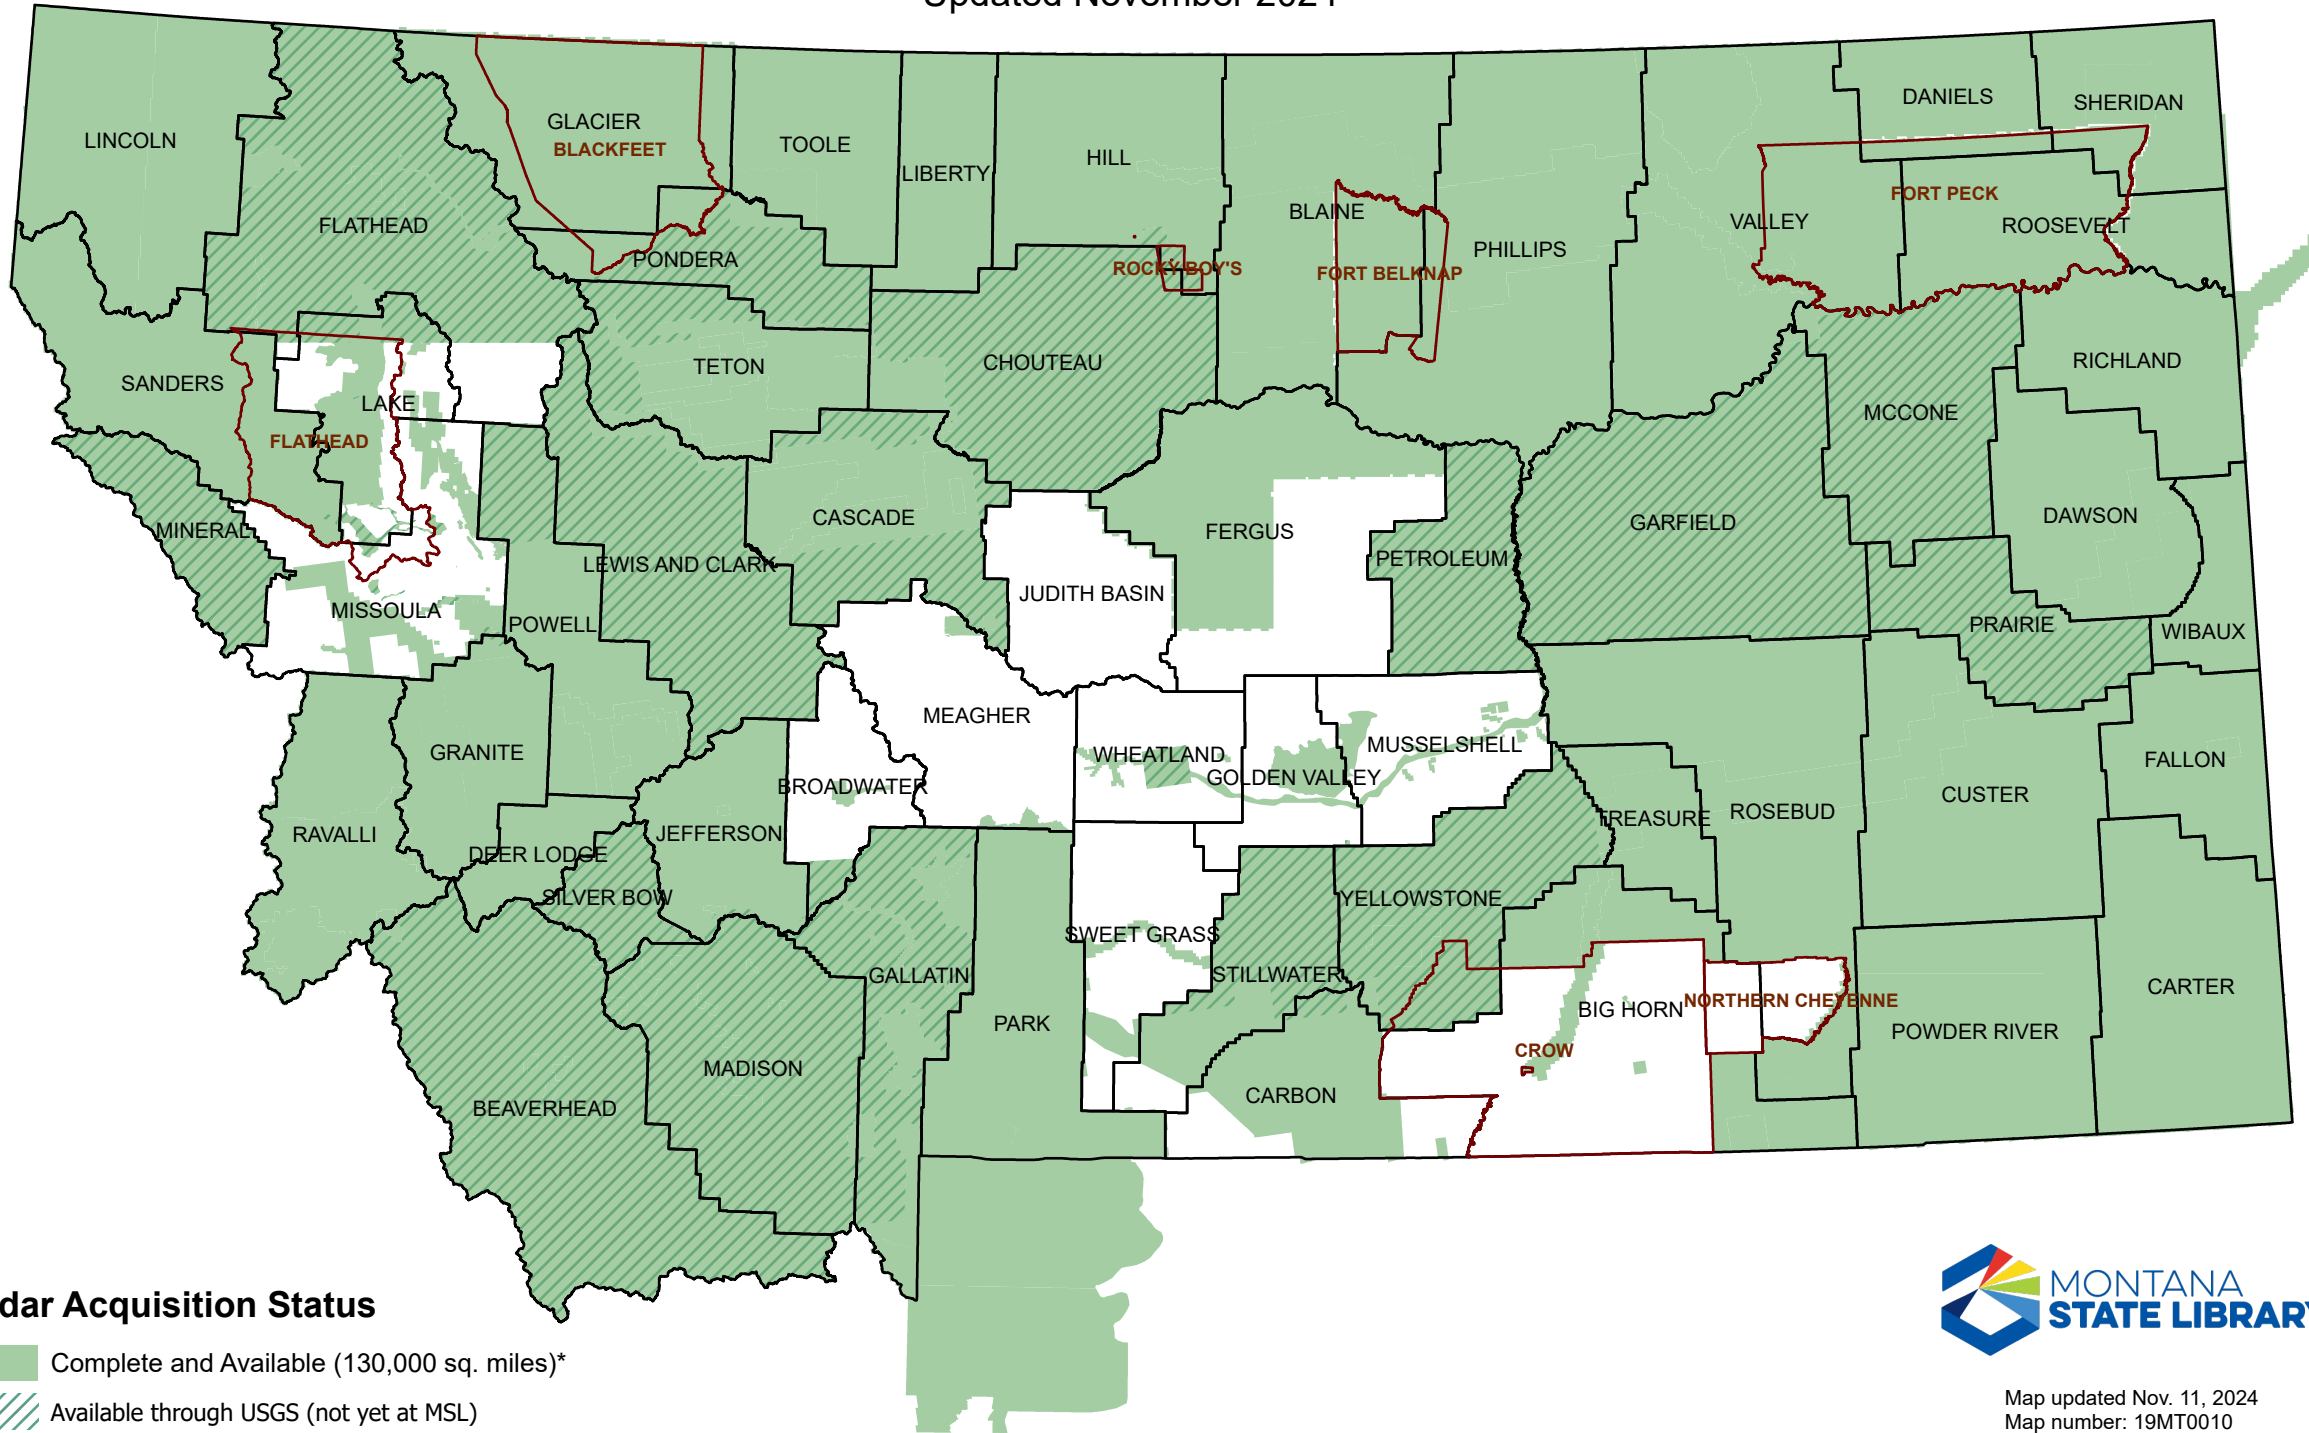 Updated November 2024
LINCOLN
GLACIER
BLACKFEET
TOOLE
LIBERTY
HILL
DANIELS
SHERIDAN
FLATHEAD
PONDERA
ROCKY BOY'S
BLAINE
FORT BELKNAP
PHILLIPS
VALLEY
FORT PECK
ROOSEVELT
SANDERS
LAKE
FLATHEAD
TETON
CHOUTEAU
RICHLAND
MCCONE
MINERAL
MISSOULA
POWELL
LEWIS AND CLARK
CASCADE
JUDITH BASIN
FERGUS
PETROLEUM
GARFIELD
DAWSON
PRAIRIE
WIBAUX
GRANITE
RAVALLI
DEER LODGE
SILVER BOW
JEFFERSON
BROADWATER
MEAGHER
WHEATLAND
GOLDEN VALLEY
MUSSELSHELL
TREASURE
ROSEBUD
CUSTER
FALLON
BEAVERHEAD
MADISON
GALLATIN
PARK
SWEET GRASS
STILLWATER
YELLOWSTONE
CARBON
BIG HORN
CROW
NORTHERN CHEYENNE
POWDER RIVER
CARTER
dar Acquisition Status
Complete and Available (130,000 sq. miles)*
Available through USGS (not yet at MSL)
MONTANA
STATE LIBRARY
Map updated Nov. 11, 2024
Map number: 19MT0010